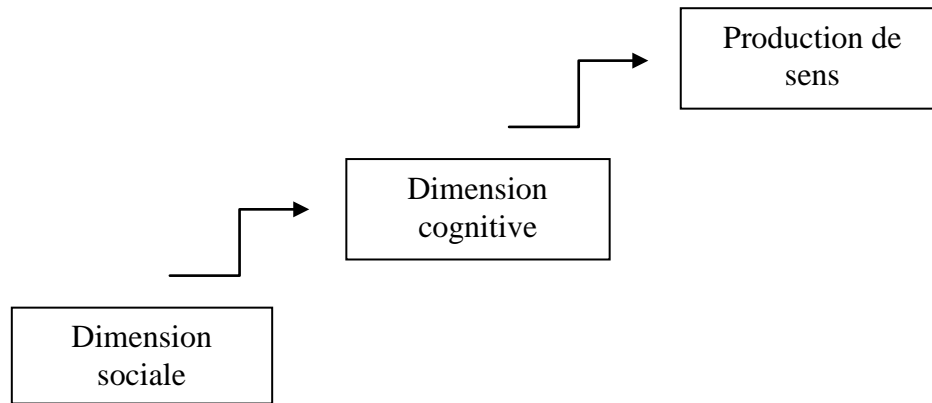 Production de
sens
Dimension
cognitive
Dimension
sociale